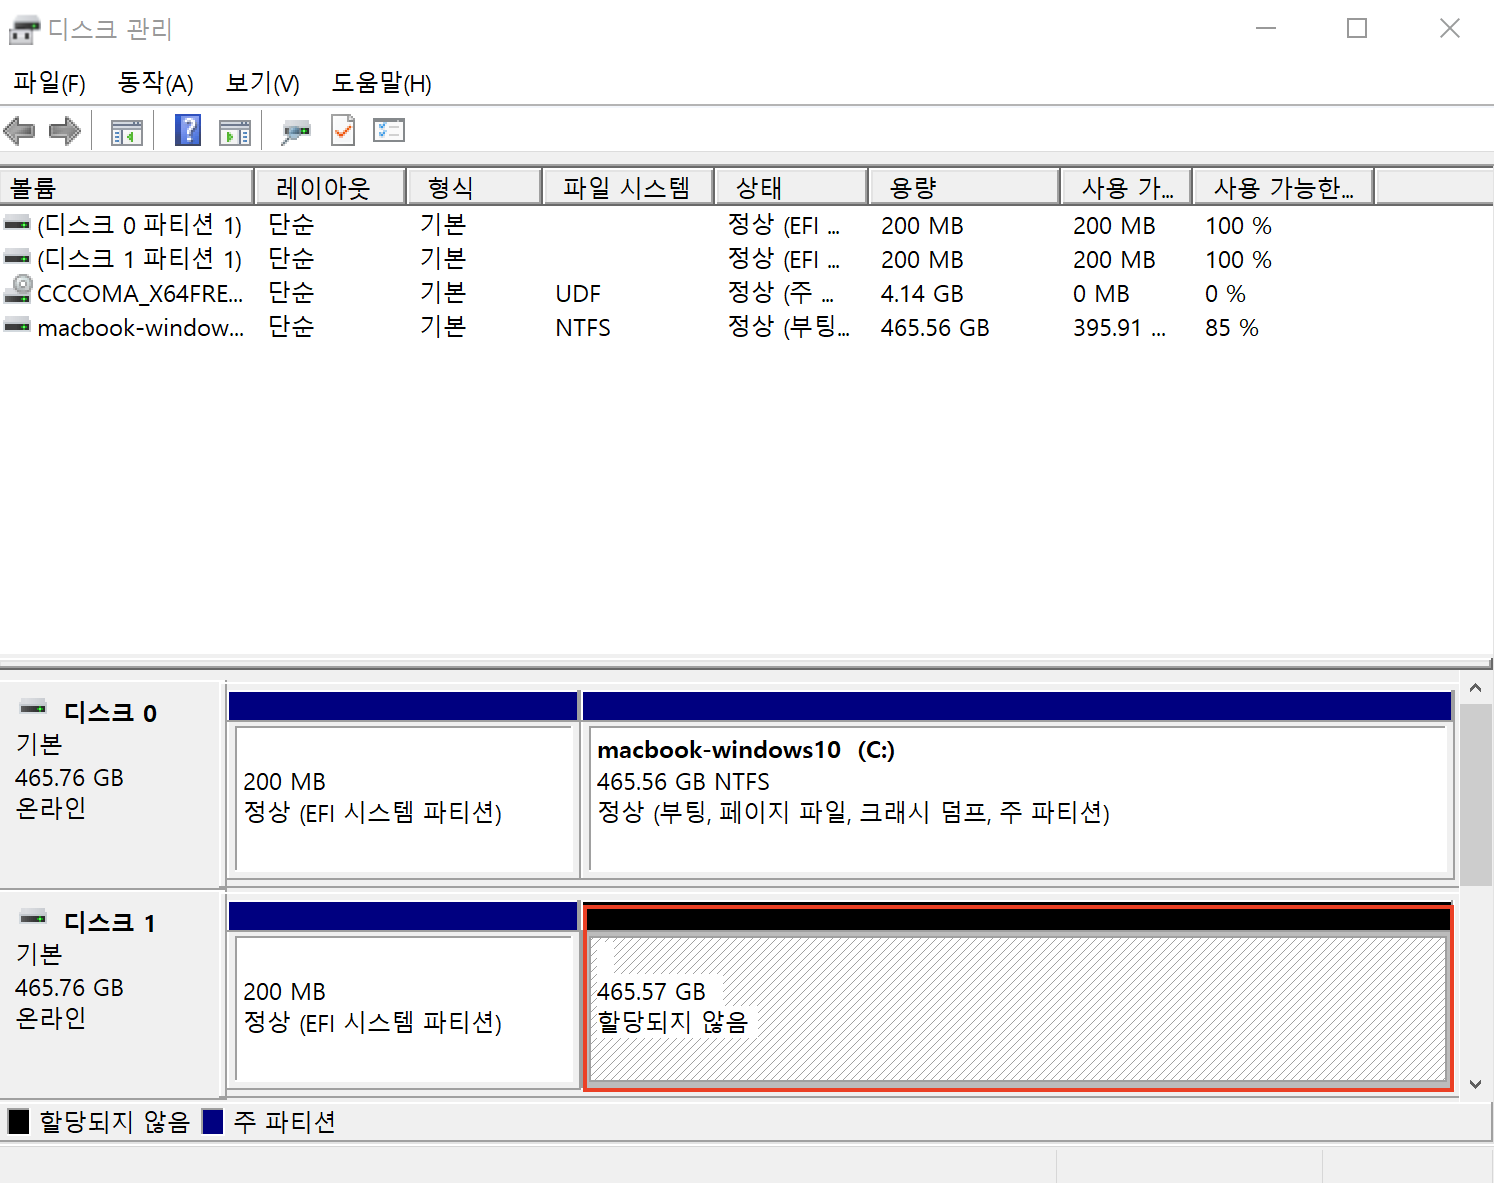 디스크 관리
파일(F) 동작(A) 보기(V) 도움말(H)
볼륨 레이아웃 형식 파일 시스템 상태 용량 사용 가... 사용 가능한...
(디스크 0 파티션 1) 단순 기본 정상 (EFI ... 200 MB 200 MB 100 %
(디스크 1 파티션 1) 단순 기본 정상 (EFI ... 200 MB 200 MB 100 %
CCCOMA_X64FRE... 단순 기본 UDF 정상 (주 ... 4.14 GB 0 MB 0 %
macbook-window... 단순 기본 NTFS 정상 (부팅... 465.56 GB 395.91 ... 85 %
디스크 0
기본
465.76 GB
온라인
200 MB
정상 (EFI 시스템 파티션)
macbook-windows10 (C:)
465.56 GB NTFS
정상 (부팅, 페이지 파일, 크래시 덤프, 주 파티션)
디스크 1
기본
465.76 GB
온라인
200 MB
정상 (EFI 시스템 파티션)
465.57 GB
할당되지 않음
할당되지 않음 주 파티션